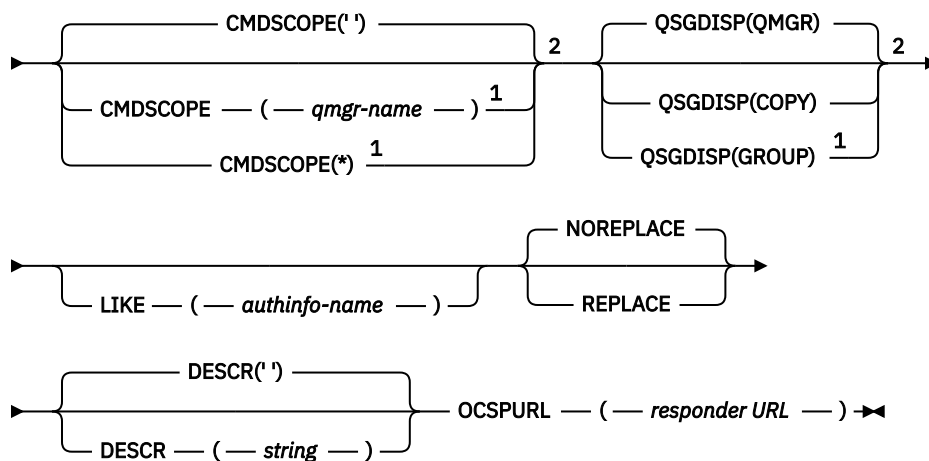 CMDSCOPE(' ')
CMDSCOPE ( qmgr-name ) 1
CMDSCOPE(*) 1
2
QSGDISP(QMGR)
QSGDISP(COPY)
QSGDISP(GROUP) 1
2
LIKE ( authinfo-name )
NOREPLACE
REPLACE
DESCR(' ')
DESCR ( string )
OCSPURL ( responder URL )